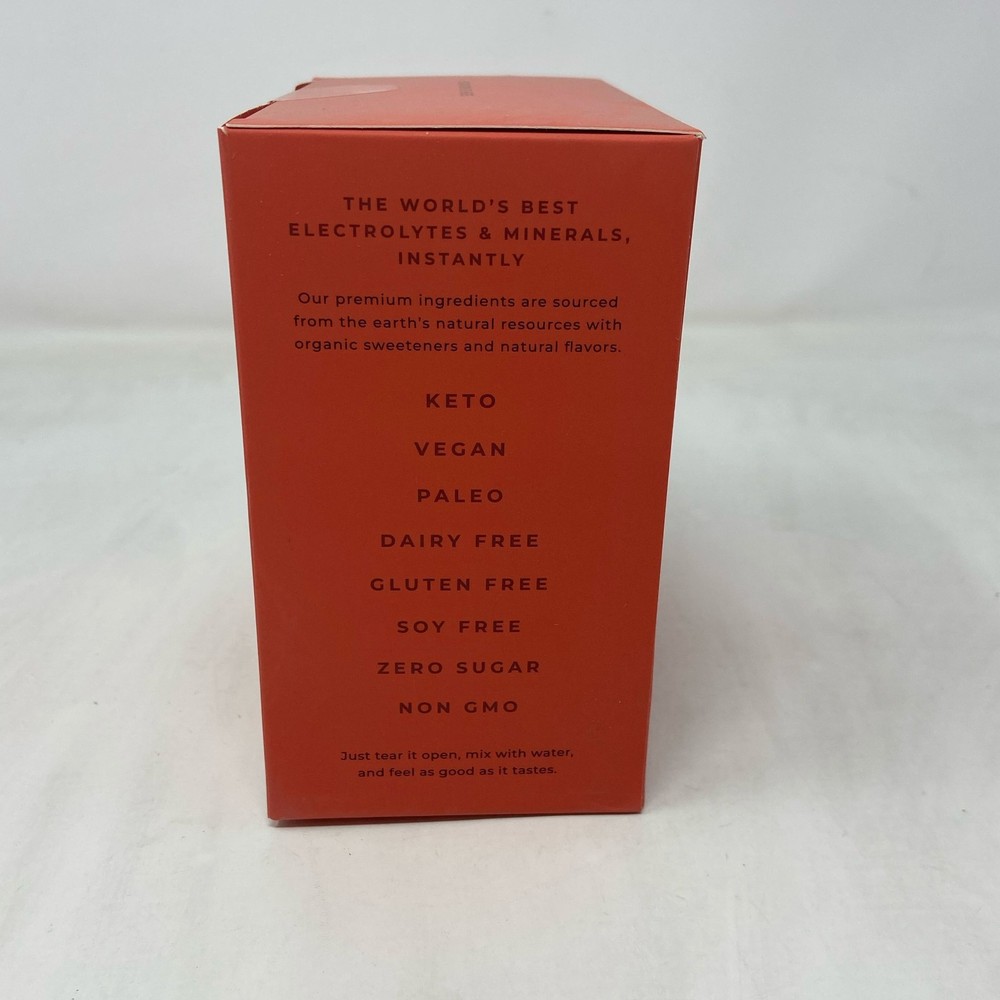 THE WORLD'S BEST
ELECTROLYTES & MINERALS,
INSTANTLY
Our premium ingredients are sourced
from the earth's natural resources with
organic sweeteners and natural flavors.
KETO
VEGAN
PALEO
DAIRY FREE
GLUTEN FREE
SOY FREE
ZERO SUGAR
NON GMO
Just tear it open, mix with water,
and feel as good as it tastes.